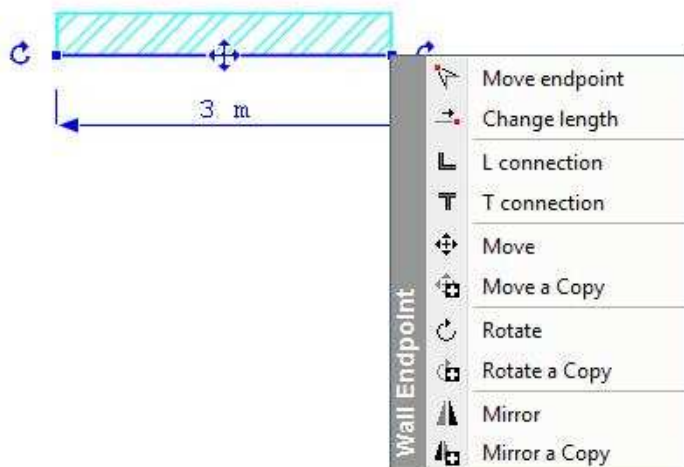 3 m
Wall Endpoint
Move endpoint
Change length
L connection
T connection
Move
Move a Copy
Rotate
Rotate a Copy
Mirror
Mirror a Copy